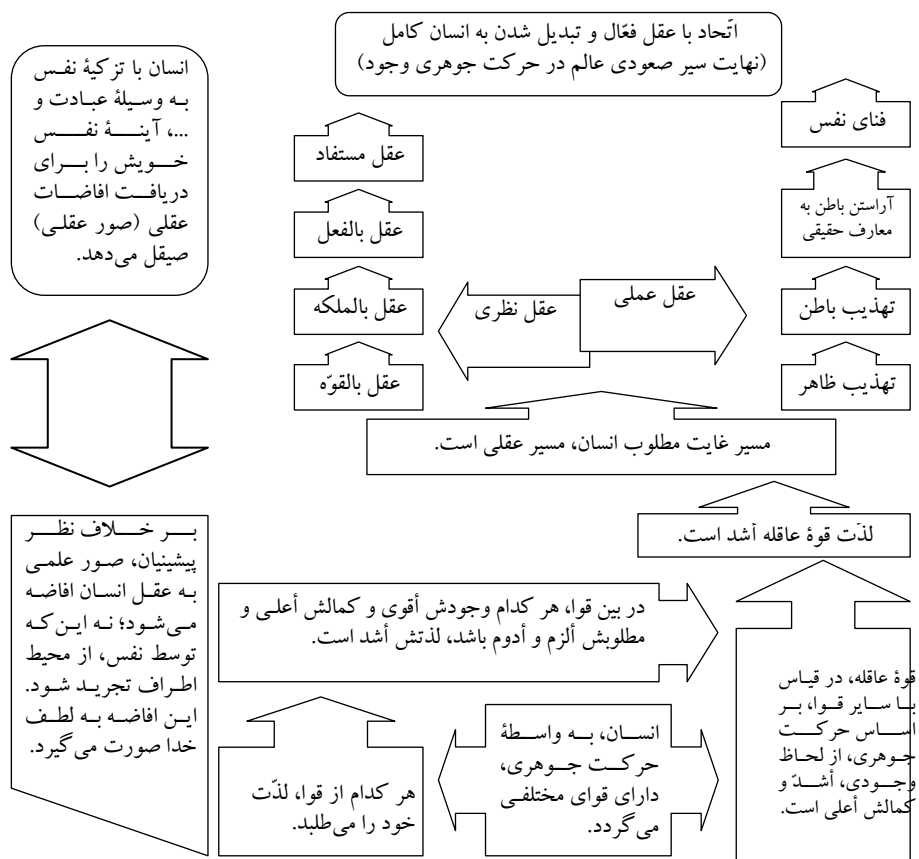 اتّحاد با عقل فعّال و تبدیل شدن به انسان کامل
(نهایت سیر صعودی عالم در حرکت جوهری وجود)
فنای نفس
آراستن باطن به
معارف حقیقی
تهذیب باطن
تهذیب ظاهر
عقل عملی
عقل نظری
عقل مستفاد
عقل بالفعل
عقل بالملکه
عقل بالقوّه
انسان با تزکیۀ نفس
به وسیلۀ عبادت و
...، آینۀ نفس
خویش را برای
دریافت افاضات
عقلی (صور عقلی)
صیقل می‌دهد.
مسیر غایت مطلوب انسان، مسیر عقلی است.
لذّت قوۀ عاقله أشد است.
در بین قوا، هر کدام وجودش أقوی و کمالش أعلی و
مطلوبش ألزم و أدوم باشد، لذتش أشد است.
قوۀ عاقله، در قیاس
با سایر قوا، بر
اساس حرکت
جوهری، از لحاظ
وجودی، أشدّ و
کمالش أعلی است.
انسان، به واسطۀ
حرکت جوهری،
دارای قوای مختلفی
می‌گردد.
هر کدام از قوا، لذّت
خود را می‌طلبد.
بر خلاف نظر
پیشینیان، صور علمی
به عقل انسان افاضه
می‌شود؛ نه این که
توسط نفس، از محیط
اطراف تجرید شود.
این افاضه به لطف
خدا صورت می‌گیرد.